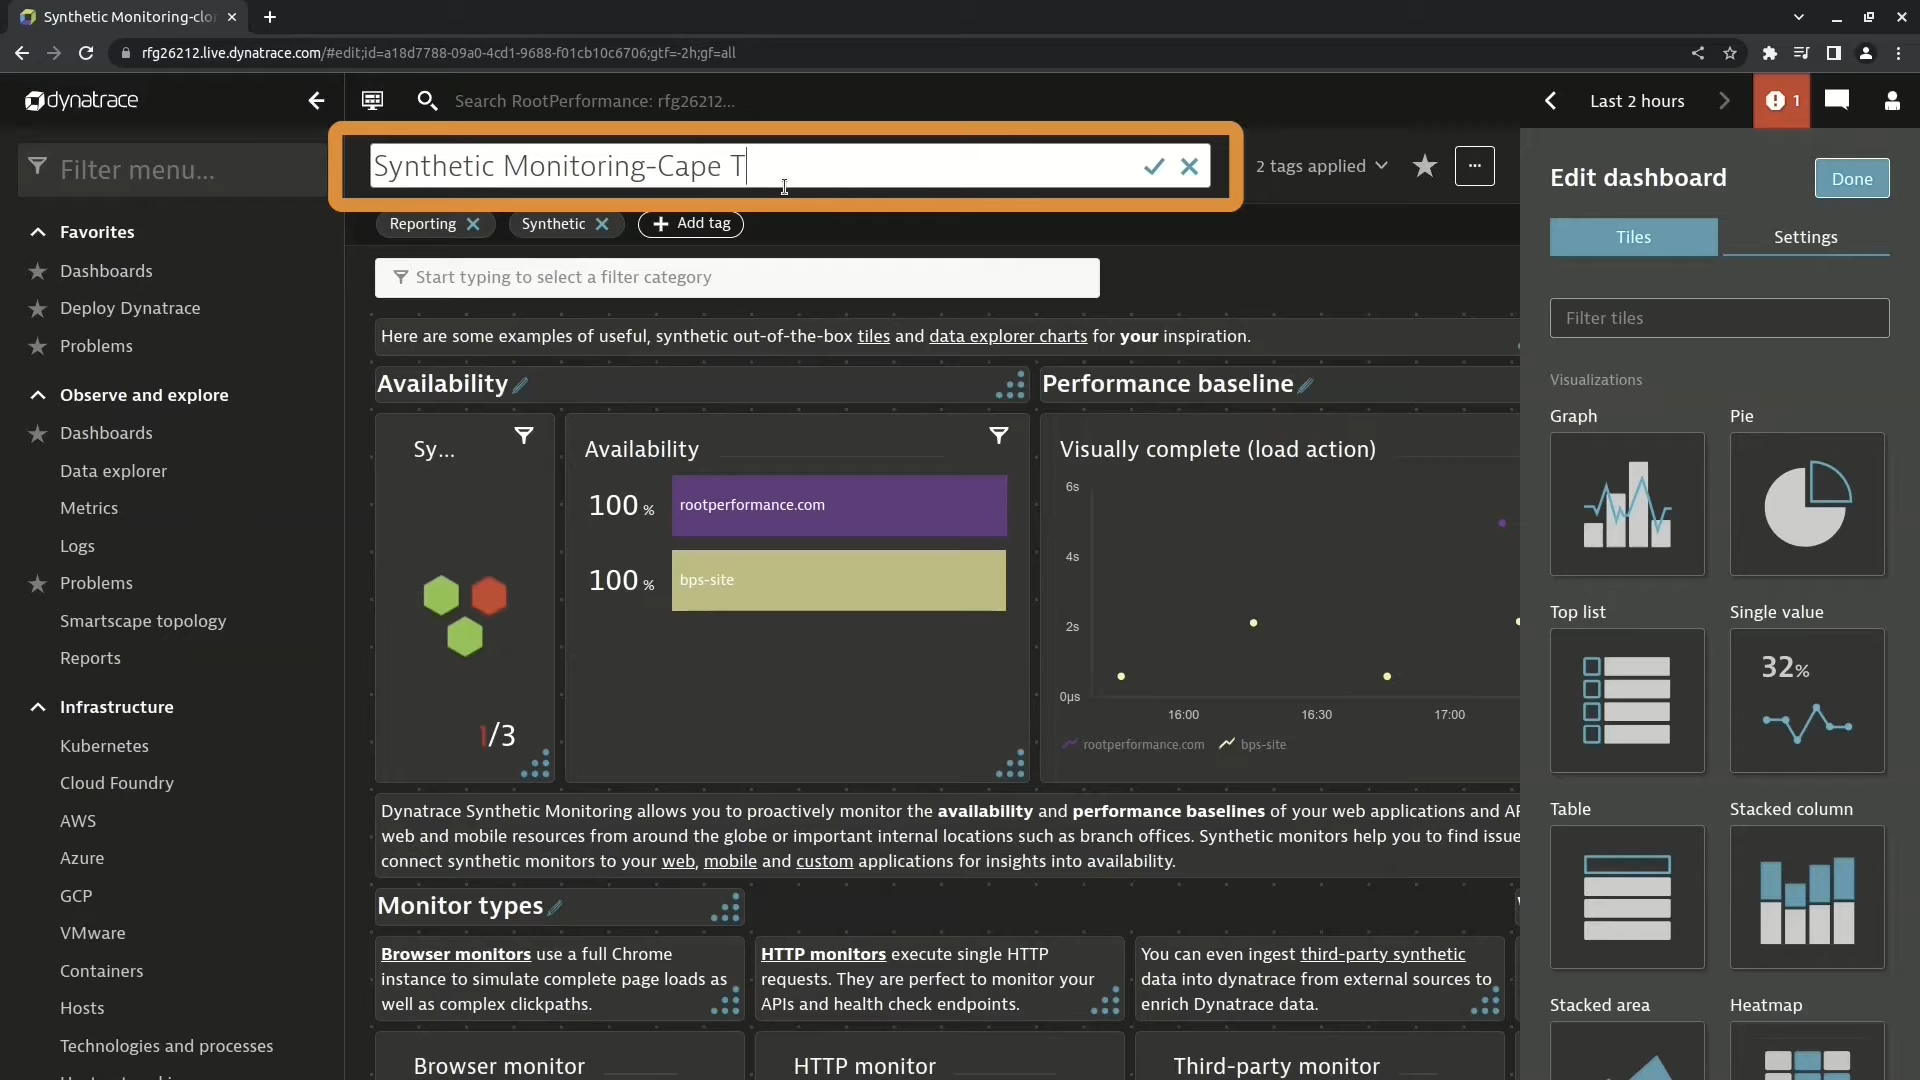 Synthetic Monitoring-clo
rfg26212.live.dynatrace.com/#edit;id=a18d7788-09a0-4cd1-9688-f01cb10c6706;gtf=-2h;gf=all
dynatrace
Search RootPerformance: rfg26212...
Last 2 hours
1
Filter menu...
Synthetic Monitoring-Cape T
2 tags applied
...
Reporting
Synthetic
Add tag
Start typing to select a filter category
Favorites
Dashboards
Deploy Dynatrace
Problems
Observe and explore
Dashboards
Data explorer
Metrics
Logs
Problems
Smartscape topology
Reports
Infrastructure
Kubernetes
Cloud Foundry
AWS
Azure
GCP
VMware
Containers
Hosts
Technologies and processes
Here are some examples of useful, synthetic out-of-the-box tiles and data explorer charts for your inspiration.
Availability
Performance baseline
Sy...
1/3
Availability
100 %
rootperformance.com
100 %
bps-site
Visually complete (load action)
6s
4s
2s
0µs
16:00
16:30
17:00
rootperformance.com
bps-site
Dynatrace Synthetic Monitoring allows you to proactively monitor the availability and performance baselines of your web applications and AP
web and mobile resources from around the globe or important internal locations such as branch offices. Synthetic monitors help you to find issue
connect synthetic monitors to your web, mobile and custom applications for insights into availability.
Monitor types
Browser monitors use a full Chrome
instance to simulate complete page loads as
well as complex clickpaths.
HTTP monitors execute single HTTP
requests. They are perfect to monitor your
APIs and health check endpoints.
You can even ingest third-party synthetic
data into dynatrace from external sources to
enrich Dynatrace data.
Browser monitor
HTTP monitor
Third-party monitor
Edit dashboard
Done
Tiles
Settings
Filter tiles
Visualizations
Graph
Pie
Top list
Single value
32%
Table
Stacked column
Stacked area
Heatmap